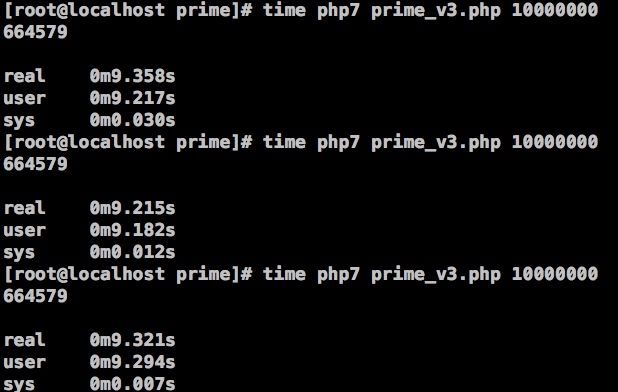 [root@localhost prime]# time php7 prime_v3.php 10000000
664579
real 0m9.358s
user 0m9.217s
sys 0m0.030s
[root@localhost prime]# time php7 prime_v3.php 10000000
664579
real 0m9.215s
user 0m9.182s
sys 0m0.012s
[root@localhost prime]# time php7 prime_v3.php 10000000
664579
real 0m9.321s
user 0m9.294s
sys 0m0.007s